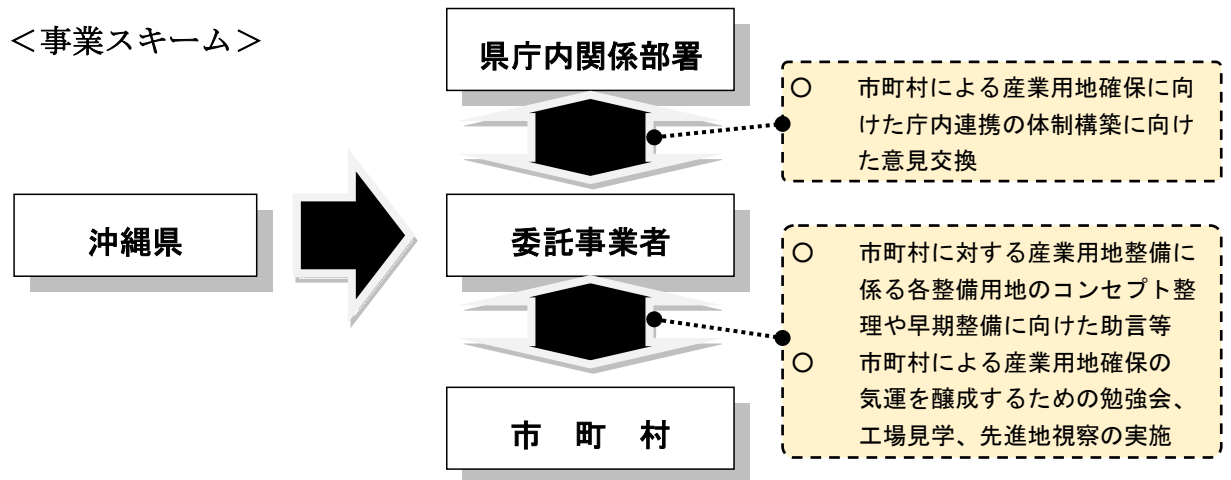 ＜事業スキーム＞
県庁内関係部署
○ 市町村による産業用地確保に向
けた庁内連携の体制構築に向け
た意見交換
沖縄県
委託事業者
○ 市町村に対する産業用地整備に
係る各整備用地のコンセプト整
理や早期整備に向けた助言等
○ 市町村による産業用地確保の
気運を醸成するための勉強会、
工場見学、先進地視察の実施
市　町　村